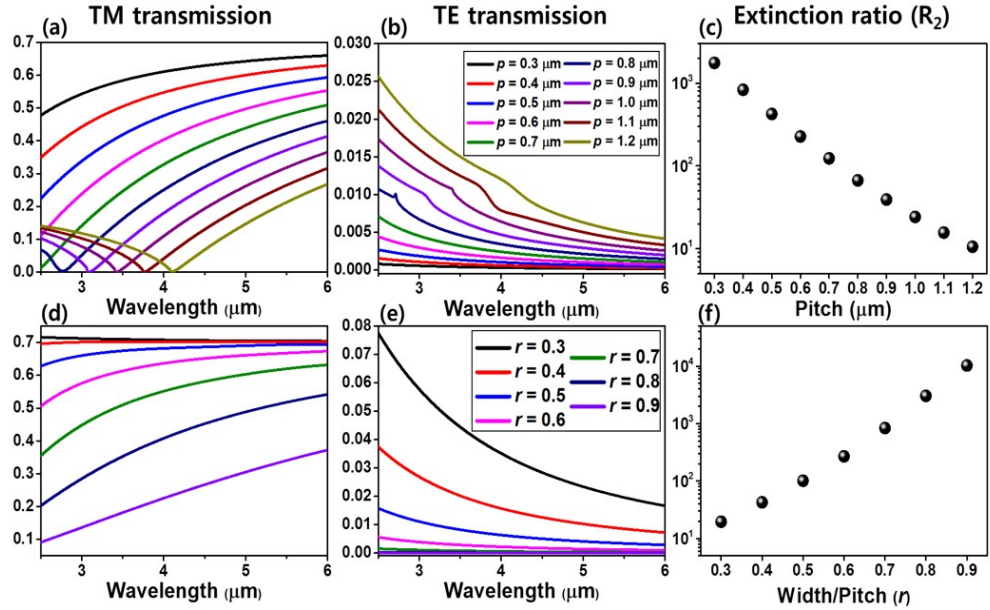 TM transmission
TE transmission
Extinction ratio (R2)
(a)
(b)
(c)
0.7
0.6
0.5
0.4
0.3
0.2
0.1
0.0
3
4
5
6
Wavelength (μm)
0.030
0.025
0.020
0.015
0.010
0.005
0.000
p = 0.3 μm
p = 0.8 μm
p = 0.4 μm
p = 0.9 μm
p = 0.5 μm
p = 1.0 μm
p = 0.6 μm
p = 1.1 μm
p = 0.7 μm
p = 1.2 μm
3
4
5
6
Wavelength (μm)
10^3
10^2
10^1
0.3 0.4 0.5 0.6 0.7 0.8 0.9 1.0 1.1 1.2
Pitch (μm)
(d)
(e)
(f)
0.7
0.6
0.5
0.4
0.3
0.2
0.1
3
4
5
6
Wavelength (μm)
0.08
0.07
0.06
0.05
0.04
0.03
0.02
0.01
0.00
r = 0.3
r = 0.7
r = 0.4
r = 0.8
r = 0.5
r = 0.9
r = 0.6
3
4
5
6
Wavelength (μm)
10^4
10^3
10^2
10^1
0.3 0.4 0.5 0.6 0.7 0.8 0.9
Width/Pitch (r)